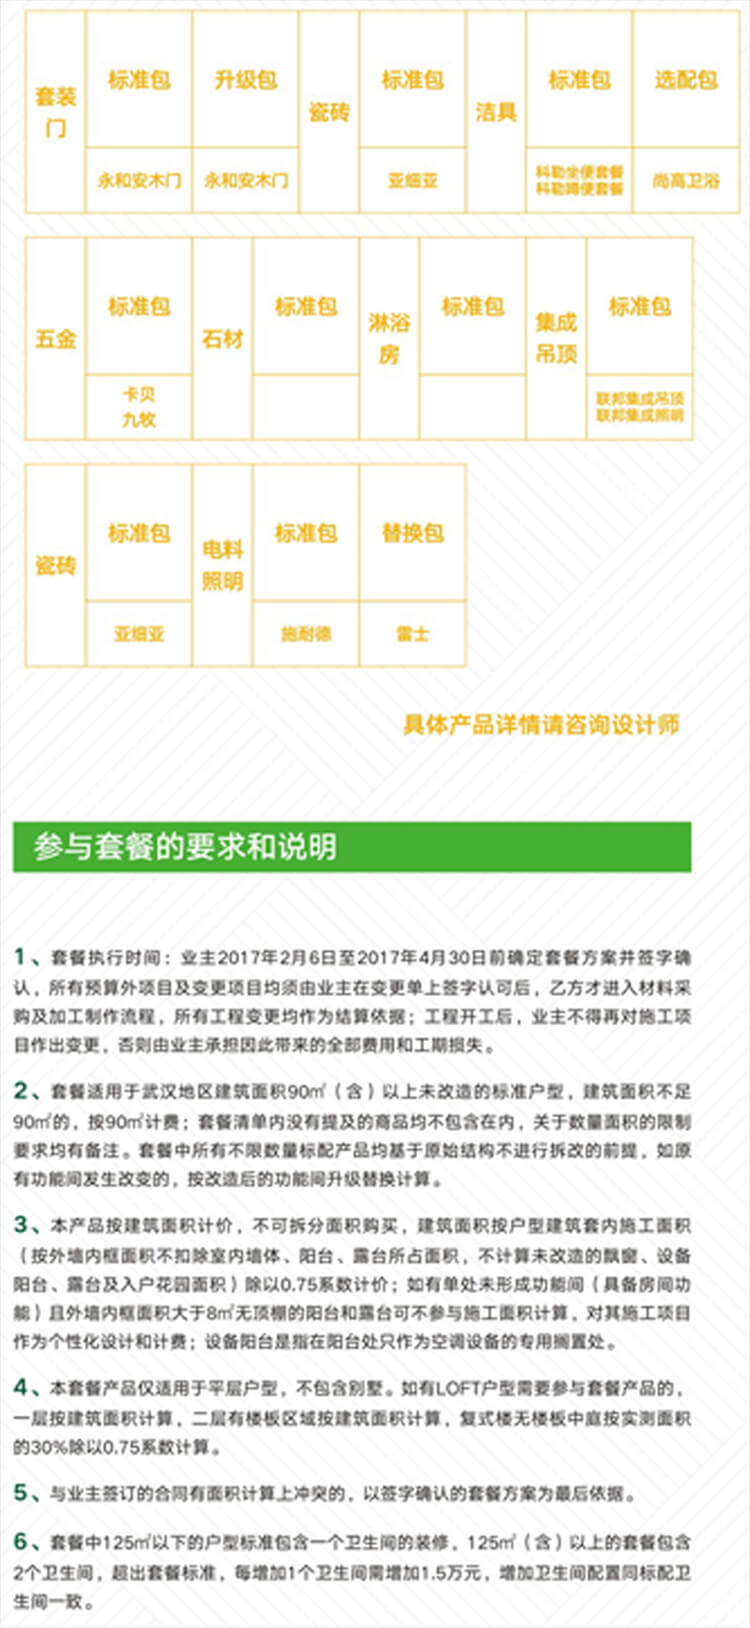 套装
门
标准包
升级包
瓷砖
标准包
洁具
标准包
选配包
永和安木门
永和安木门
亚细亚
科勒坐便套餐
科勒蹲便套餐
尚高卫浴
五金
标准包
石材
标准包
淋浴
房
标准包
集成
吊顶
标准包
卡贝
九牧
联邦集成吊顶
联邦集成照明
瓷砖
标准包
电料
照明
标准包
替换包
亚细亚
施耐德
雷士
具体产品详情请咨询设计师
参与套餐的要求和说明
1、套餐执行时间：业主2017年2月6日至2017年4月30日前确定套餐方案并签字确
认，所有预算外项目及变更项目均须由业主在变更单上签字认可后，乙方才进入材料采
购及加工制作流程，所有工程变更均作为结算依据；工程开工后，业主不得再对施工项
目作出变更，否则由业主承担因此带来的全部费用和工期损失。
2、套餐适用于武汉地区建筑面积90㎡（含）以上未改造的标准户型，建筑面积不足
90㎡的，按90㎡计费；套餐清单内没有提及的商品均不包含在内，关于数量面积的限制
要求均有备注。套餐中所有不限数量标配产品均基于原始结构不进行拆改的前提，如原
有功能间发生改变的，按改造后的功能间升级替换计算。
3、本产品按建筑面积计价，不可拆分面积购买，建筑面积按户型建筑套内施工面积
（按外墙内框面积不扣除室内墙体、阳台、露台所占面积，不计算未改造的飘窗、设备
阳台、露台及入户花园面积）除以0.75系数计价；如有单处未形成功能间（具备房间功
能）且外墙内框面积大于8㎡无顶棚的阳台和露台可不参与施工面积计算，对其施工项目
作为个性化设计和计费；设备阳台是指在阳台处只作为空调设备的专用搁置处。
4、本套餐产品仅适用于平层户型，不包含别墅。如有LOFT户型需要参与套餐产品的，
一层按建筑面积计算，二层有楼板区域按建筑面积计算，复式楼无楼板中庭按实测面积
的30%除以0.75系数计算。
5、与业主签订的合同有面积计算上冲突的，以签字确认的套餐方案为最后依据。
6、套餐中125㎡以下的户型标准包含一个卫生间的装修，125㎡（含）以上的套餐包含
2个卫生间，超出套餐标准，每增加1个卫生间需增加1.5万元，增加卫生间配置同标配卫
生间一致。